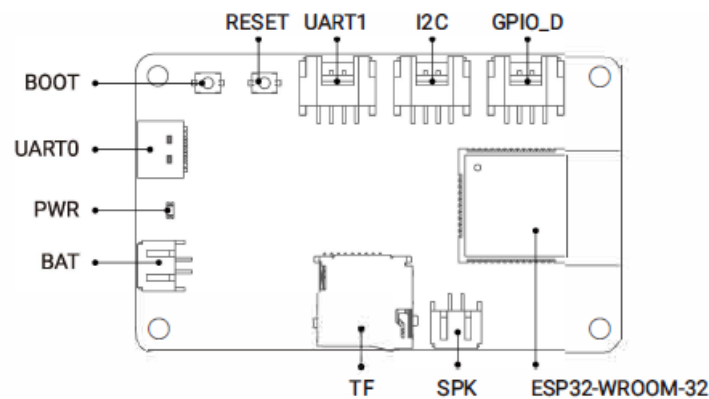 RESET UART1 I2C GPIO_D
BOOT
UART0
PWR
BAT
TF SPK ESP32-WROOM-32